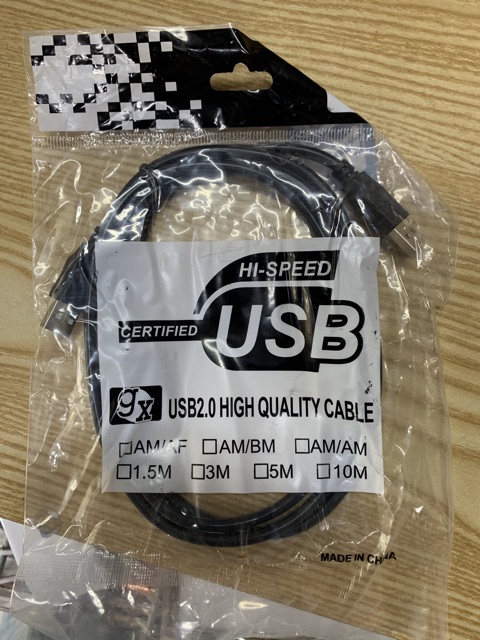 HI-SPEED
CERTIFIED USB
gx USB2.0 HIGH QUALITY CABLE
□AM/AF □AM/BM □AM/AM
□1.5M □3M □5M □10M
MADE IN CHINA